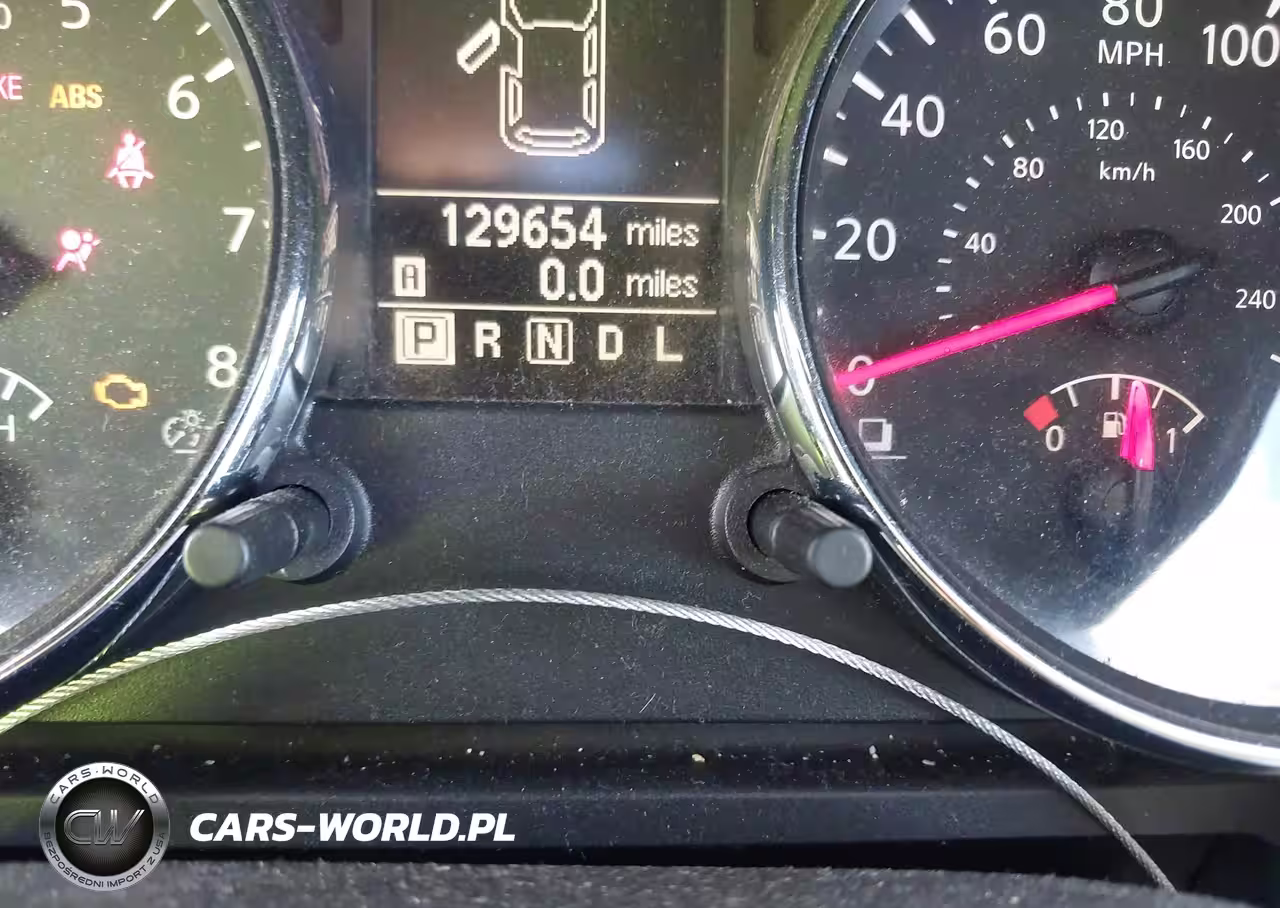 5
6
7
8
KE
ABS
H
129654 miles
A 0.0 miles
P R N D L
0
20
40
60
80
100
MPH
40
80
120
160
200
240
km/h
0
1
CARS-WORLD
CW
BEZPOŚREDNI IMPORT Z USA
CARS-WORLD.PL